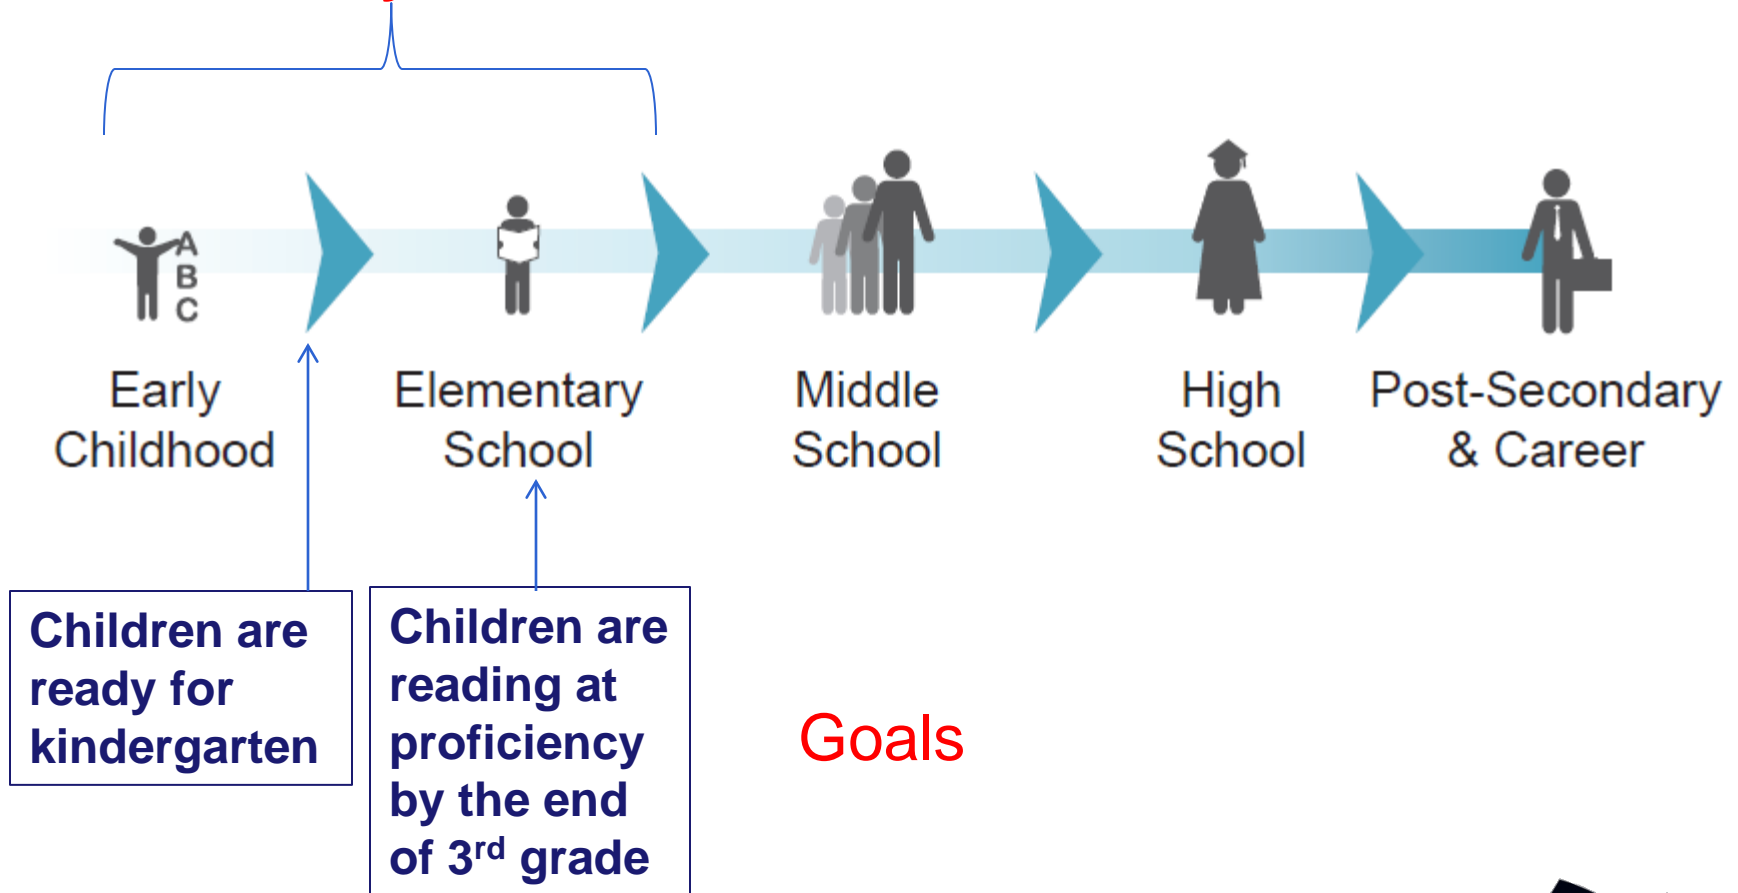 A
B
C
Early
Childhood
Elementary
School
Middle
School
High
School
Post-Secondary
& Career
Children are
ready for
kindergarten
Children are
reading at
proficiency
by the end
of 3rd grade
Goals